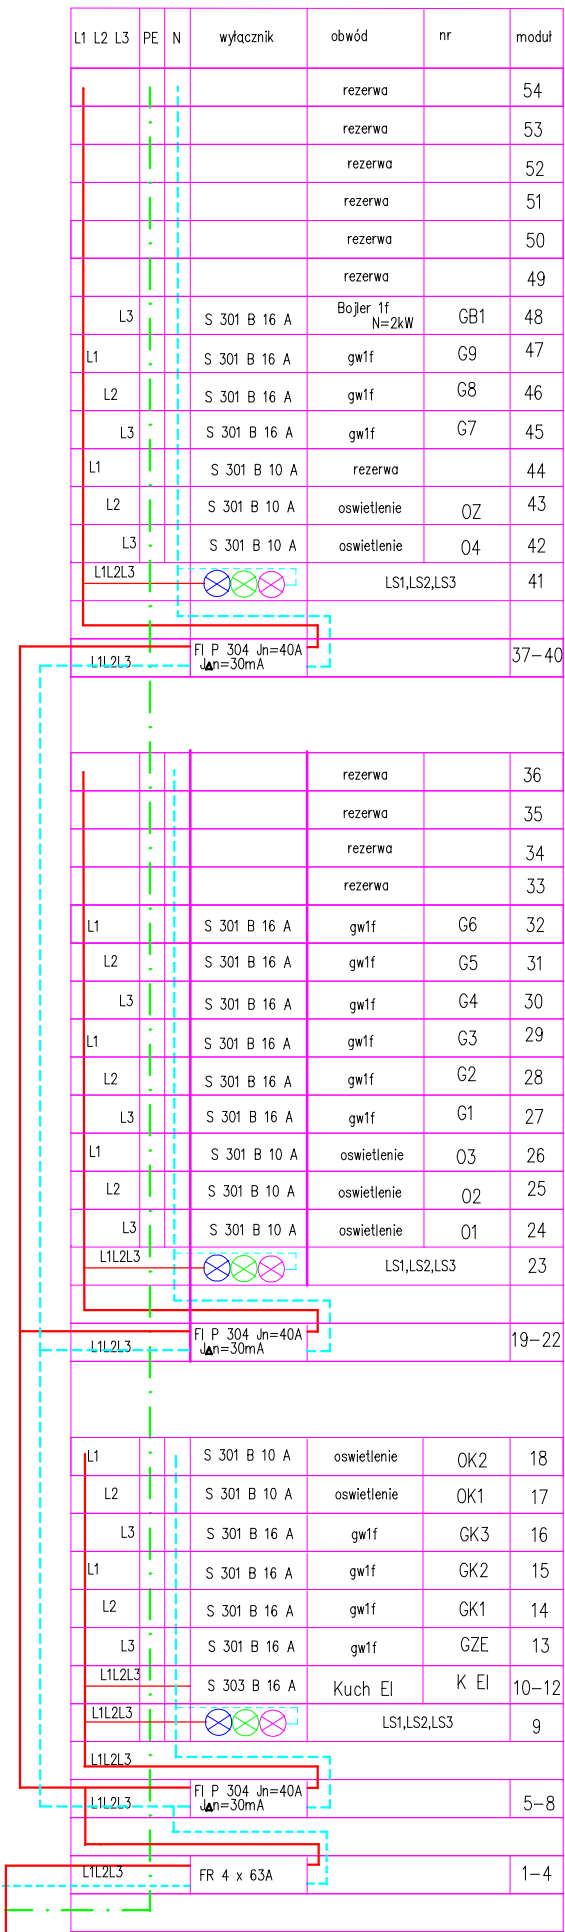 L1 L2 L3 PE N wyłącznik obwód nr moduł
rezerwa 54
rezerwa 53
rezerwa 52
rezerwa 51
rezerwa 50
rezerwa 49
L3 S 301 B 16 A Bojler 1f N=2kW GB1 48
L1 S 301 B 16 A gw1f G9 47
L2 S 301 B 16 A gw1f G8 46
L3 S 301 B 16 A gw1f G7 45
L1 S 301 B 10 A rezerwa 44
L2 S 301 B 10 A oswietlenie OZ 43
L3 S 301 B 10 A oswietlenie O4 42
L1L2L3 LS1,LS2,LS3 41
L1L2L3 FI P 304 Jn=40A 37-40
JΔn=30mA
rezerwa 36
rezerwa 35
rezerwa 34
rezerwa 33
L1 S 301 B 16 A gw1f G6 32
L2 S 301 B 16 A gw1f G5 31
L3 S 301 B 16 A gw1f G4 30
L1 S 301 B 16 A gw1f G3 29
L2 S 301 B 16 A gw1f G2 28
L3 S 301 B 16 A gw1f G1 27
L1 S 301 B 10 A oswietlenie O3 26
L2 S 301 B 10 A oswietlenie O2 25
L3 S 301 B 10 A oswietlenie O1 24
L1L2L3 LS1,LS2,LS3 23
L1L2L3 FI P 304 Jn=40A 19-22
JΔn=30mA
L1 S 301 B 10 A oswietlenie OK2 18
L2 S 301 B 10 A oswietlenie OK1 17
L3 S 301 B 16 A gw1f GK3 16
L1 S 301 B 16 A gw1f GK2 15
L2 S 301 B 16 A gw1f GK1 14
L3 S 301 B 16 A gw1f GZE 13
L1L2L3 S 303 B 16 A Kuch El K El 10-12
L1L2L3 LS1,LS2,LS3 9
L1L2L3
L1L2L3 FI P 304 Jn=40A 5-8
JΔn=30mA
L1L2L3 FR 4 x 63A 1-4